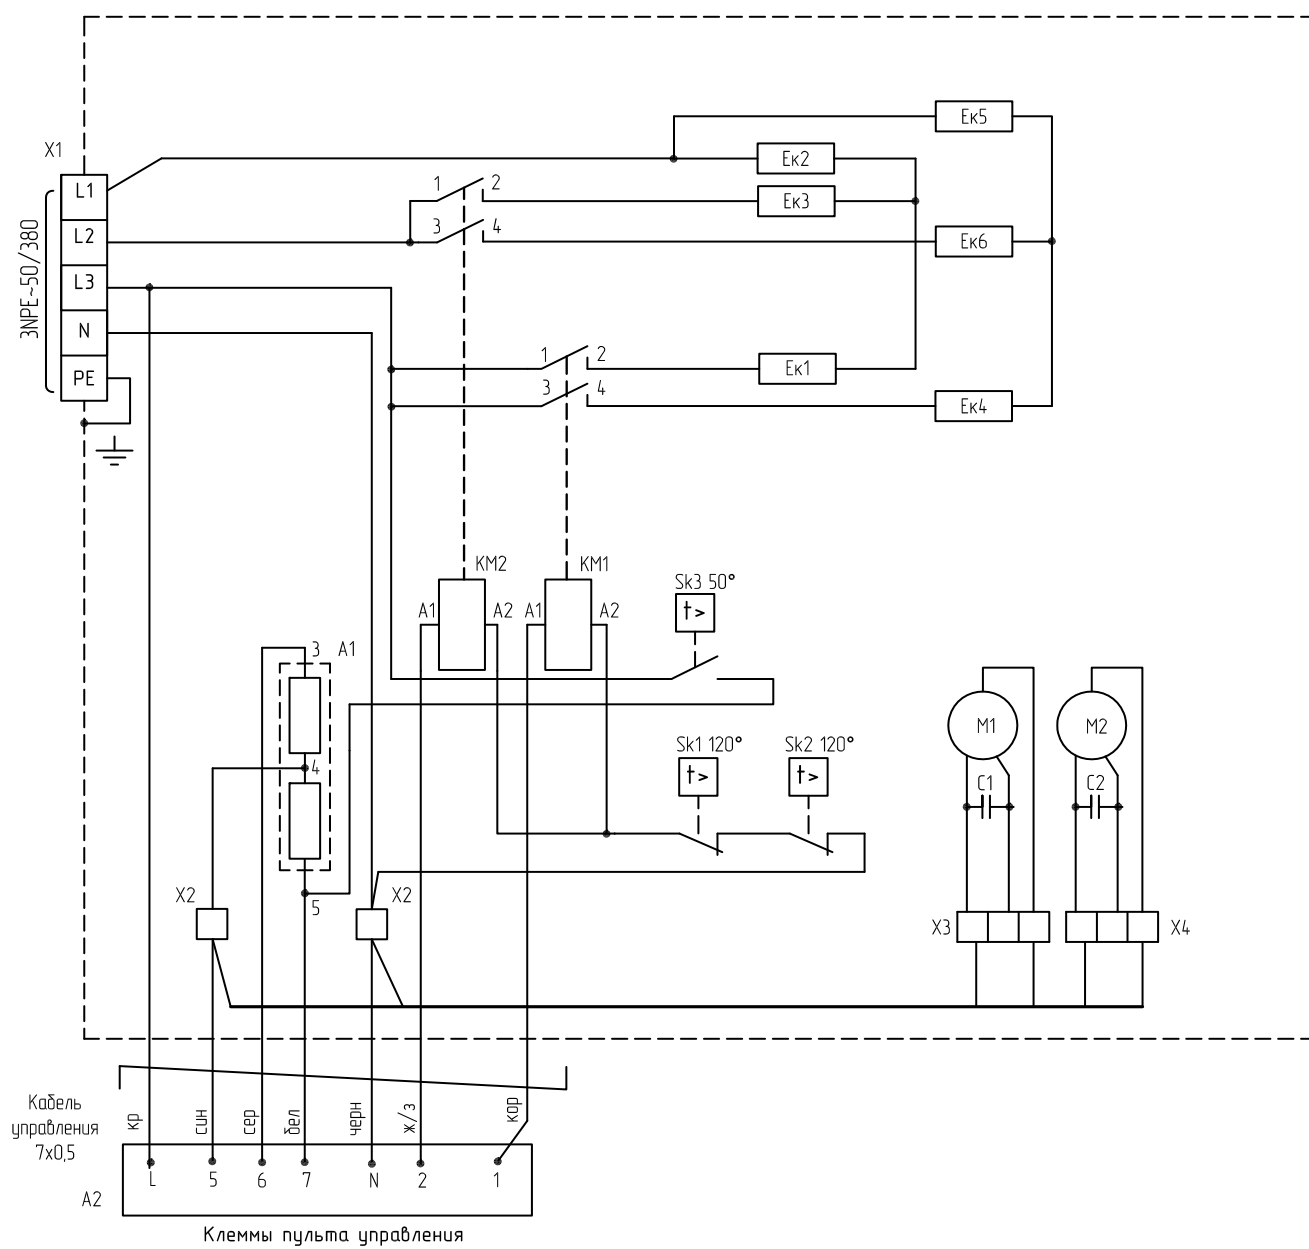 Ек5
X1
Ек2
L1
1 2
Ек3
L2
3 4
Ек6
3NPE~50/380
L3
N
1 2
Ек1
PE
3 4
Ек4
KM2
KM1
Sk3 50°
t>
A1 A2 A1 A2
3 A1
M1
M2
Sk1 120°
Sk2 120°
t>
t>
4
C1
C2
X2
5
X2
X3
X4
Кабель
управления
7x0,5
кр
син
сер
бел
черн
ж/з
кор
L 5 6 7 N 2 1
A2
Клеммы пульта управления